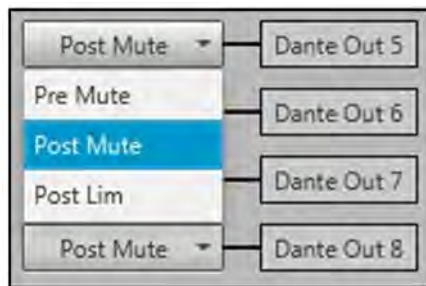 Post Mute Dante Out 5
Pre Mute Dante Out 6
Post Mute
Post Lim Dante Out 7
Post Mute Dante Out 8